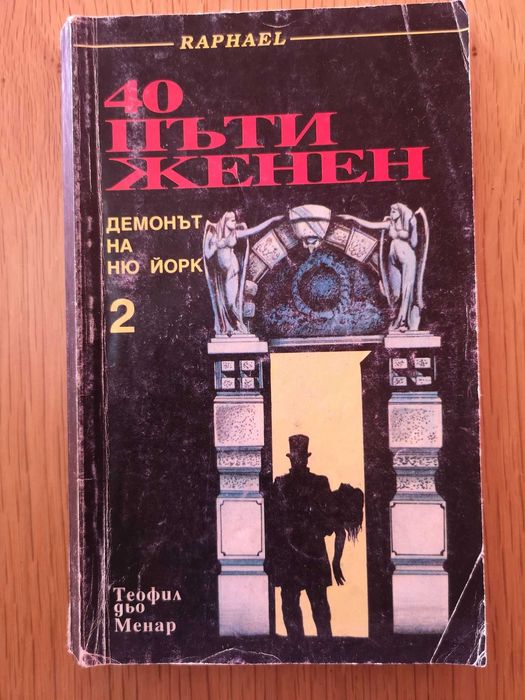 RAPHAEL
40
ПЪТИ
ЖЕНЕН
ДЕМОНЪТ
НА
НЮ ЙОРК
2
Теофил
дьо
Менар